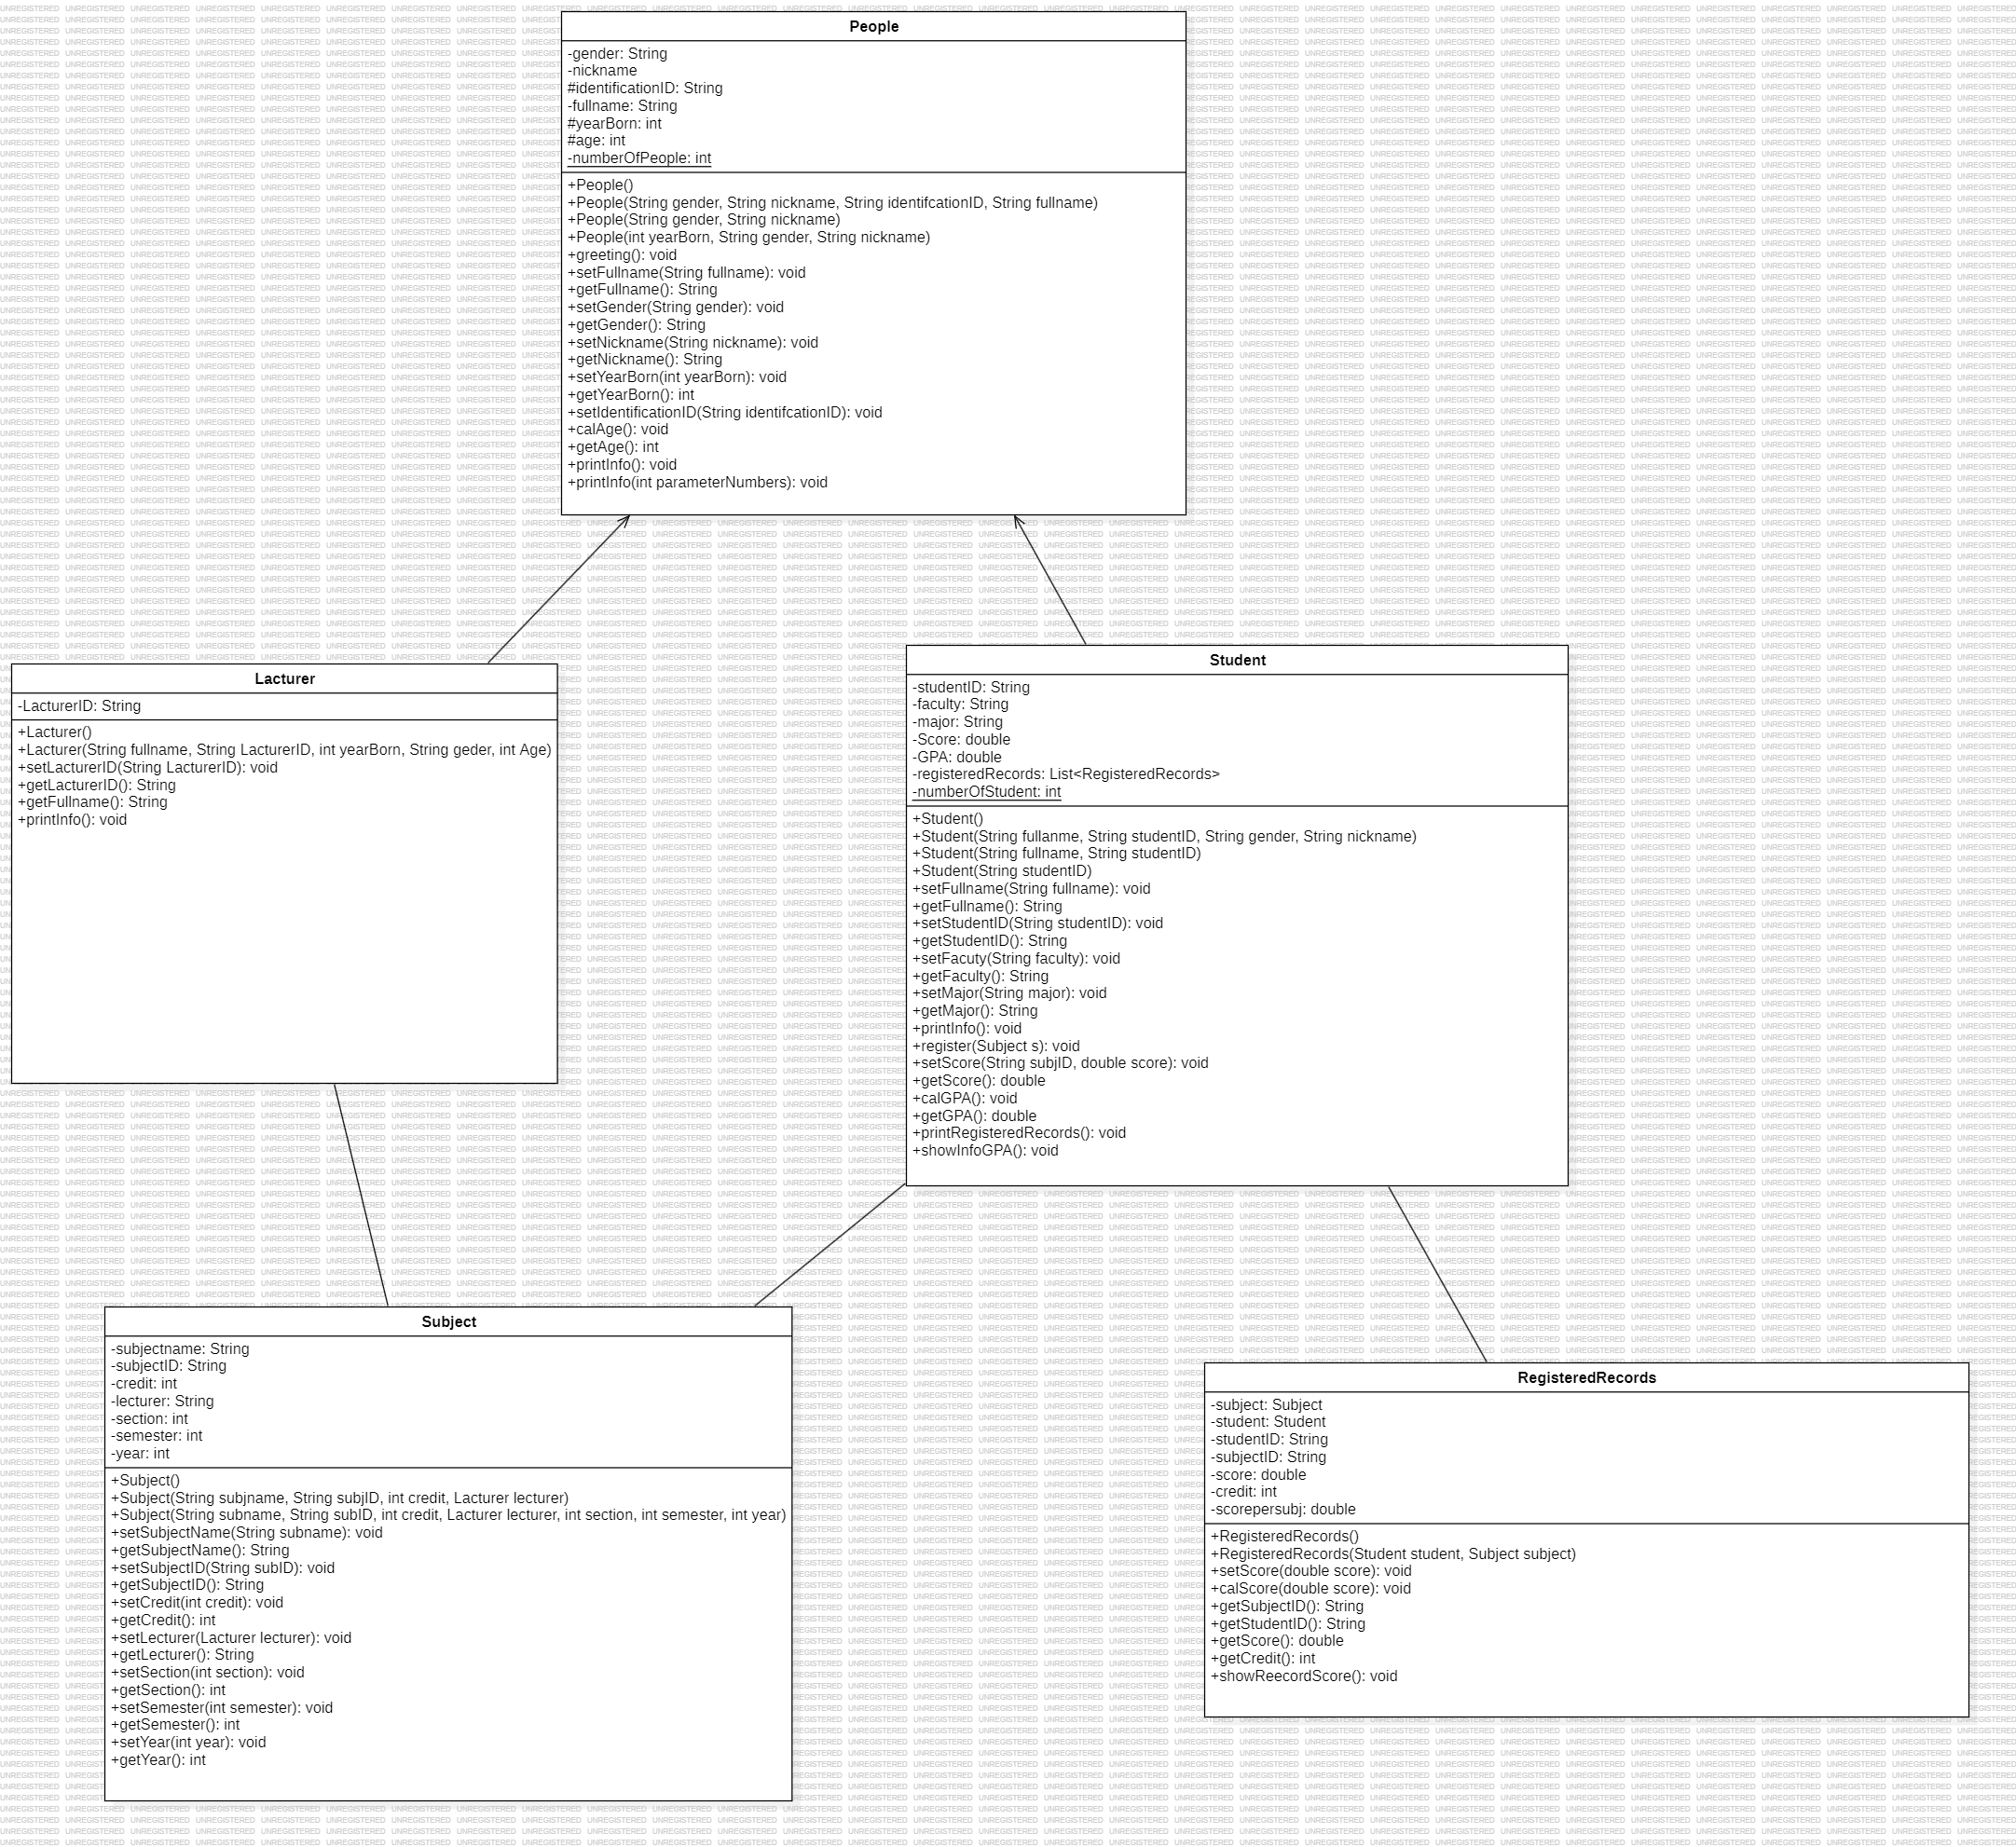 People
-gender: String
-nickname
#identificationID: String
-fullname: String
#yearBorn: int
#age: int
-numberOfPeople: int
+People()
+People(String gender, String nickname, String identifcationID, String fullname)
+People(String gender, String nickname)
+People(int yearBorn, String gender, String nickname)
+greeting(): void
+setFullname(String fullname): void
+getFullname(): String
+setGender(String gender): void
+getGender(): String
+setNickname(String nickname): void
+getNickname(): String
+setYearBorn(int yearBorn): void
+getYearBorn(): int
+setIdentificationID(String identifcationID): void
+calAge(): void
+getAge(): int
+printInfo(): void
+printInfo(int parameterNumbers): void
Lacturer
-LacturerID: String
+Lacturer()
+Lacturer(String fullname, String LacturerID, int yearBorn, String geder, int Age)
+setLacturerID(String LacturerID): void
+getLacturerID(): String
+getFullname(): String
+printInfo(): void
Student
-studentID: String
-faculty: String
-major: String
-Score: double
-GPA: double
-registeredRecords: List<RegisteredRecords>
-numberOfStudent: int
+Student()
+Student(String fullanme, String studentID, String gender, String nickname)
+Student(String fullname, String studentID)
+Student(String studentID)
+setFullname(String fullname): void
+getFullname(): String
+setStudentID(String studentID): void
+getStudentID(): String
+setFacuty(String faculty): void
+getFaculty(): String
+setMajor(String major): void
+getMajor(): String
+printInfo(): void
+register(Subject s): void
+setScore(String subjID, double score): void
+getScore(): double
+calGPA(): void
+getGPA(): double
+printRegisteredRecords(): void
+showInfoGPA(): void
Subject
-subjectname: String
-subjectID: String
-credit: int
-lecturer: String
-section: int
-semester: int
-year: int
+Subject()
+Subject(String subjname, String subjID, int credit, Lacturer lecturer)
+Subject(String subname, String subID, int credit, Lacturer lecturer, int section, int semester, int year)
+setSubjectName(String subname): void
+getSubjectName(): String
+setSubjectID(String subID): void
+getSubjectID(): String
+setCredit(int credit): void
+getCredit(): int
+setLecturer(Lacturer lecturer): void
+getLecturer(): String
+setSection(int section): void
+getSection(): int
+setSemester(int semester): void
+getSemester(): int
+setYear(int year): void
+getYear(): int
RegisteredRecords
-subject: Subject
-student: Student
-studentID: String
-subjectID: String
-score: double
-credit: int
-scorepersubj: double
+RegisteredRecords()
+RegisteredRecords(Student student, Subject subject)
+setScore(double score): void
+calScore(double score): void
+getSubjectID(): String
+getStudentID(): String
+getScore(): double
+getCredit(): int
+showReecordScore(): void
UNREGISTERED